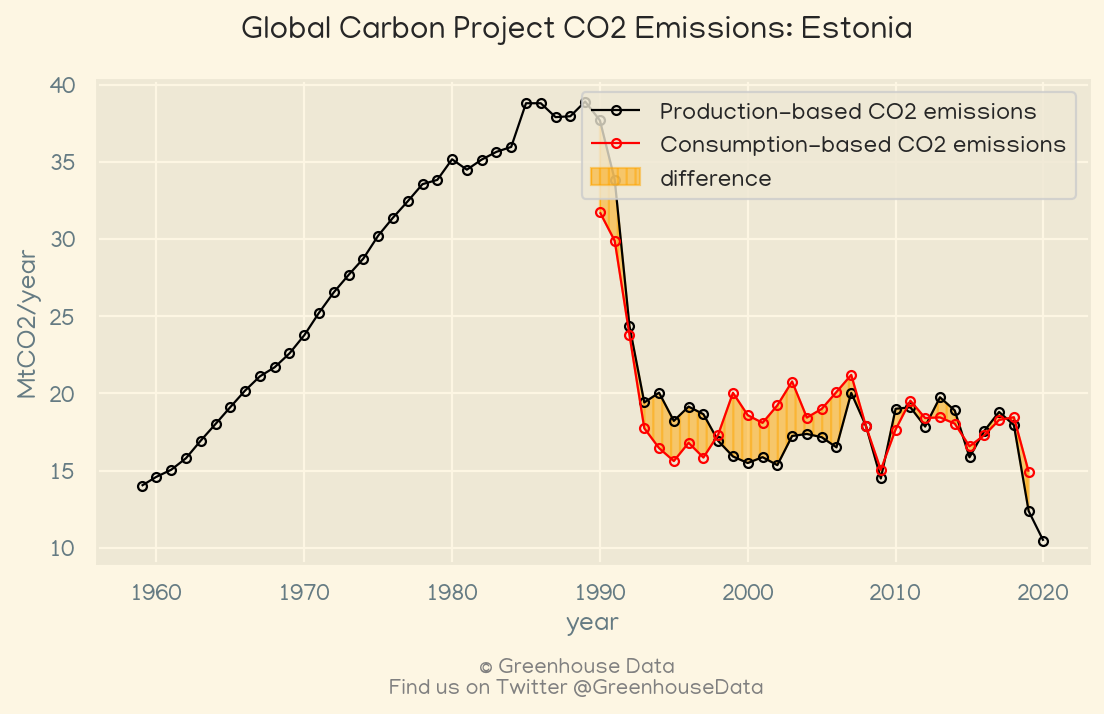 Global Carbon Project CO2 Emissions: Estonia
40
35
30
25
20
15
10
MtCO2/year
Production-based CO2 emissions
Consumption-based CO2 emissions
difference
1960 1970 1980 1990 2000 2010 2020
year
© Greenhouse Data
Find us on Twitter @GreenhouseData